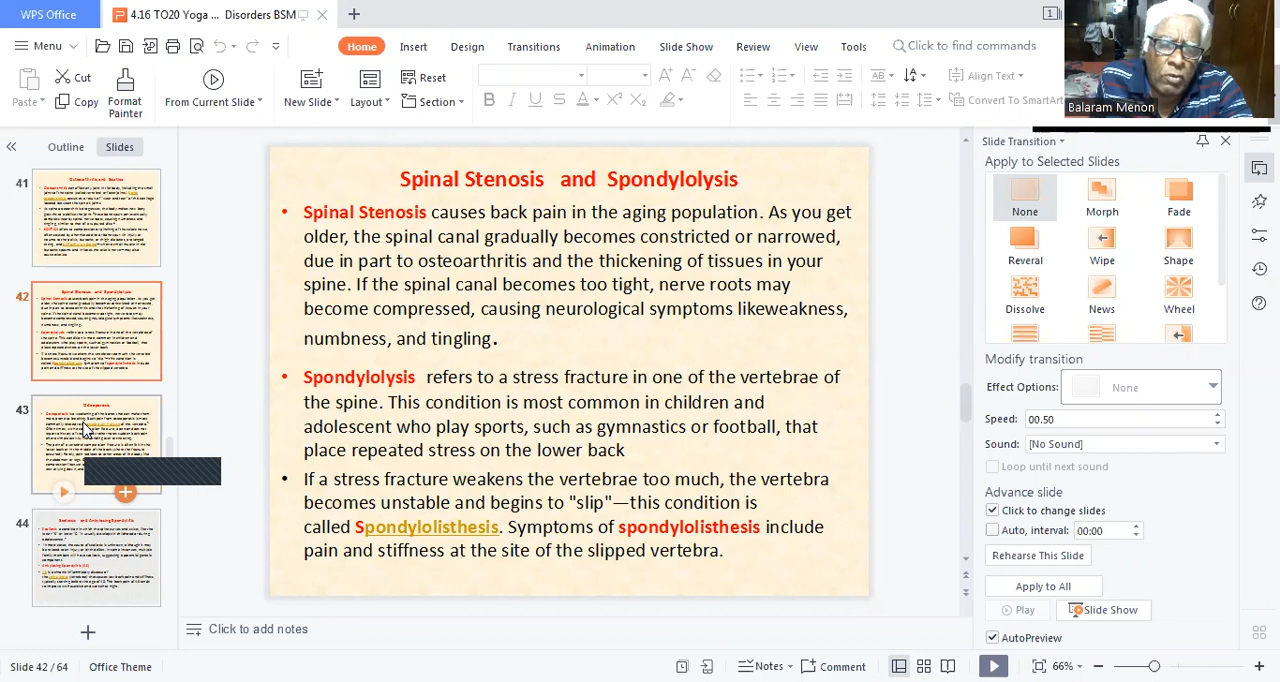 WPS Office
4.16 TO20 Yoga ... Disorders BSM
1
Menu
Home
Insert
Design
Transitions
Animation
Slide Show
Review
View
Tools
Click to find commands
Paste
Cut
Copy
Format
Painter
From Current Slide
New Slide
Layout
Reset
Section
Align Text
Convert To SmartArt
Balaram Menon
Outline
Slides
41
42
43
44
Spinal Stenosis and Spondylolysis
• Spinal Stenosis causes back pain in the aging population. As you get
older, the spinal canal gradually becomes constricted or narrowed,
due in part to osteoarthritis and the thickening of tissues in your
spine. If the spinal canal becomes too tight, nerve roots may
become compressed, causing neurological symptoms likeweakness,
numbness, and tingling.
• Spondylolysis refers to a stress fracture in one of the vertebrae of
the spine. This condition is most common in children and
adolescent who play sports, such as gymnastics or football, that
place repeated stress on the lower back
• If a stress fracture weakens the vertebrae too much, the vertebra
becomes unstable and begins to "slip"—this condition is
called Spondylolisthesis. Symptoms of spondylolisthesis include
pain and stiffness at the site of the slipped vertebra.
Slide Transition
Apply to Selected Slides
None
Morph
Fade
Reveral
Wipe
Shape
Dissolve
News
Wheel
Modify transition
Effect Options:
None
Speed: 00.50
Sound: [No Sound]
Loop until next sound
Advance slide
Click to change slides
Auto, interval: 00:00
Rehearse This Slide
Apply to All
Play
Slide Show
AutoPreview
Click to add notes
Slide 42 / 64
Office Theme
Notes
Comment
66%